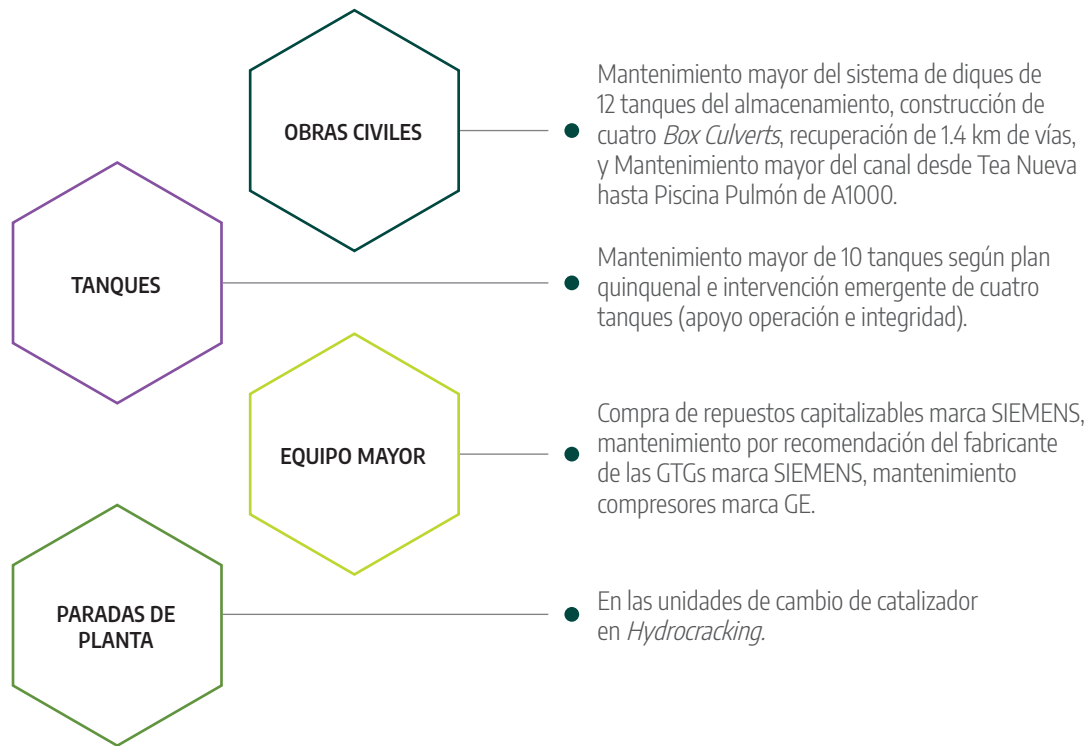 OBRAS CIVILES
Mantenimiento mayor del sistema de diques de
12 tanques del almacenamiento, construcción de
cuatro Box Culverts, recuperación de 1.4 km de vías,
y Mantenimiento mayor del canal desde Tea Nueva
hasta Piscina Pulmón de A1000.
TANQUES
Mantenimiento mayor de 10 tanques según plan
quinquenal e intervención emergente de cuatro
tanques (apoyo operación e integridad).
EQUIPO MAYOR
Compra de repuestos capitalizables marca SIEMENS,
mantenimiento por recomendación del fabricante
de las GTGs marca SIEMENS, mantenimiento
compresores marca GE.
PARADAS DE
PLANTA
En las unidades de cambio de catalizador
en Hydrocracking.